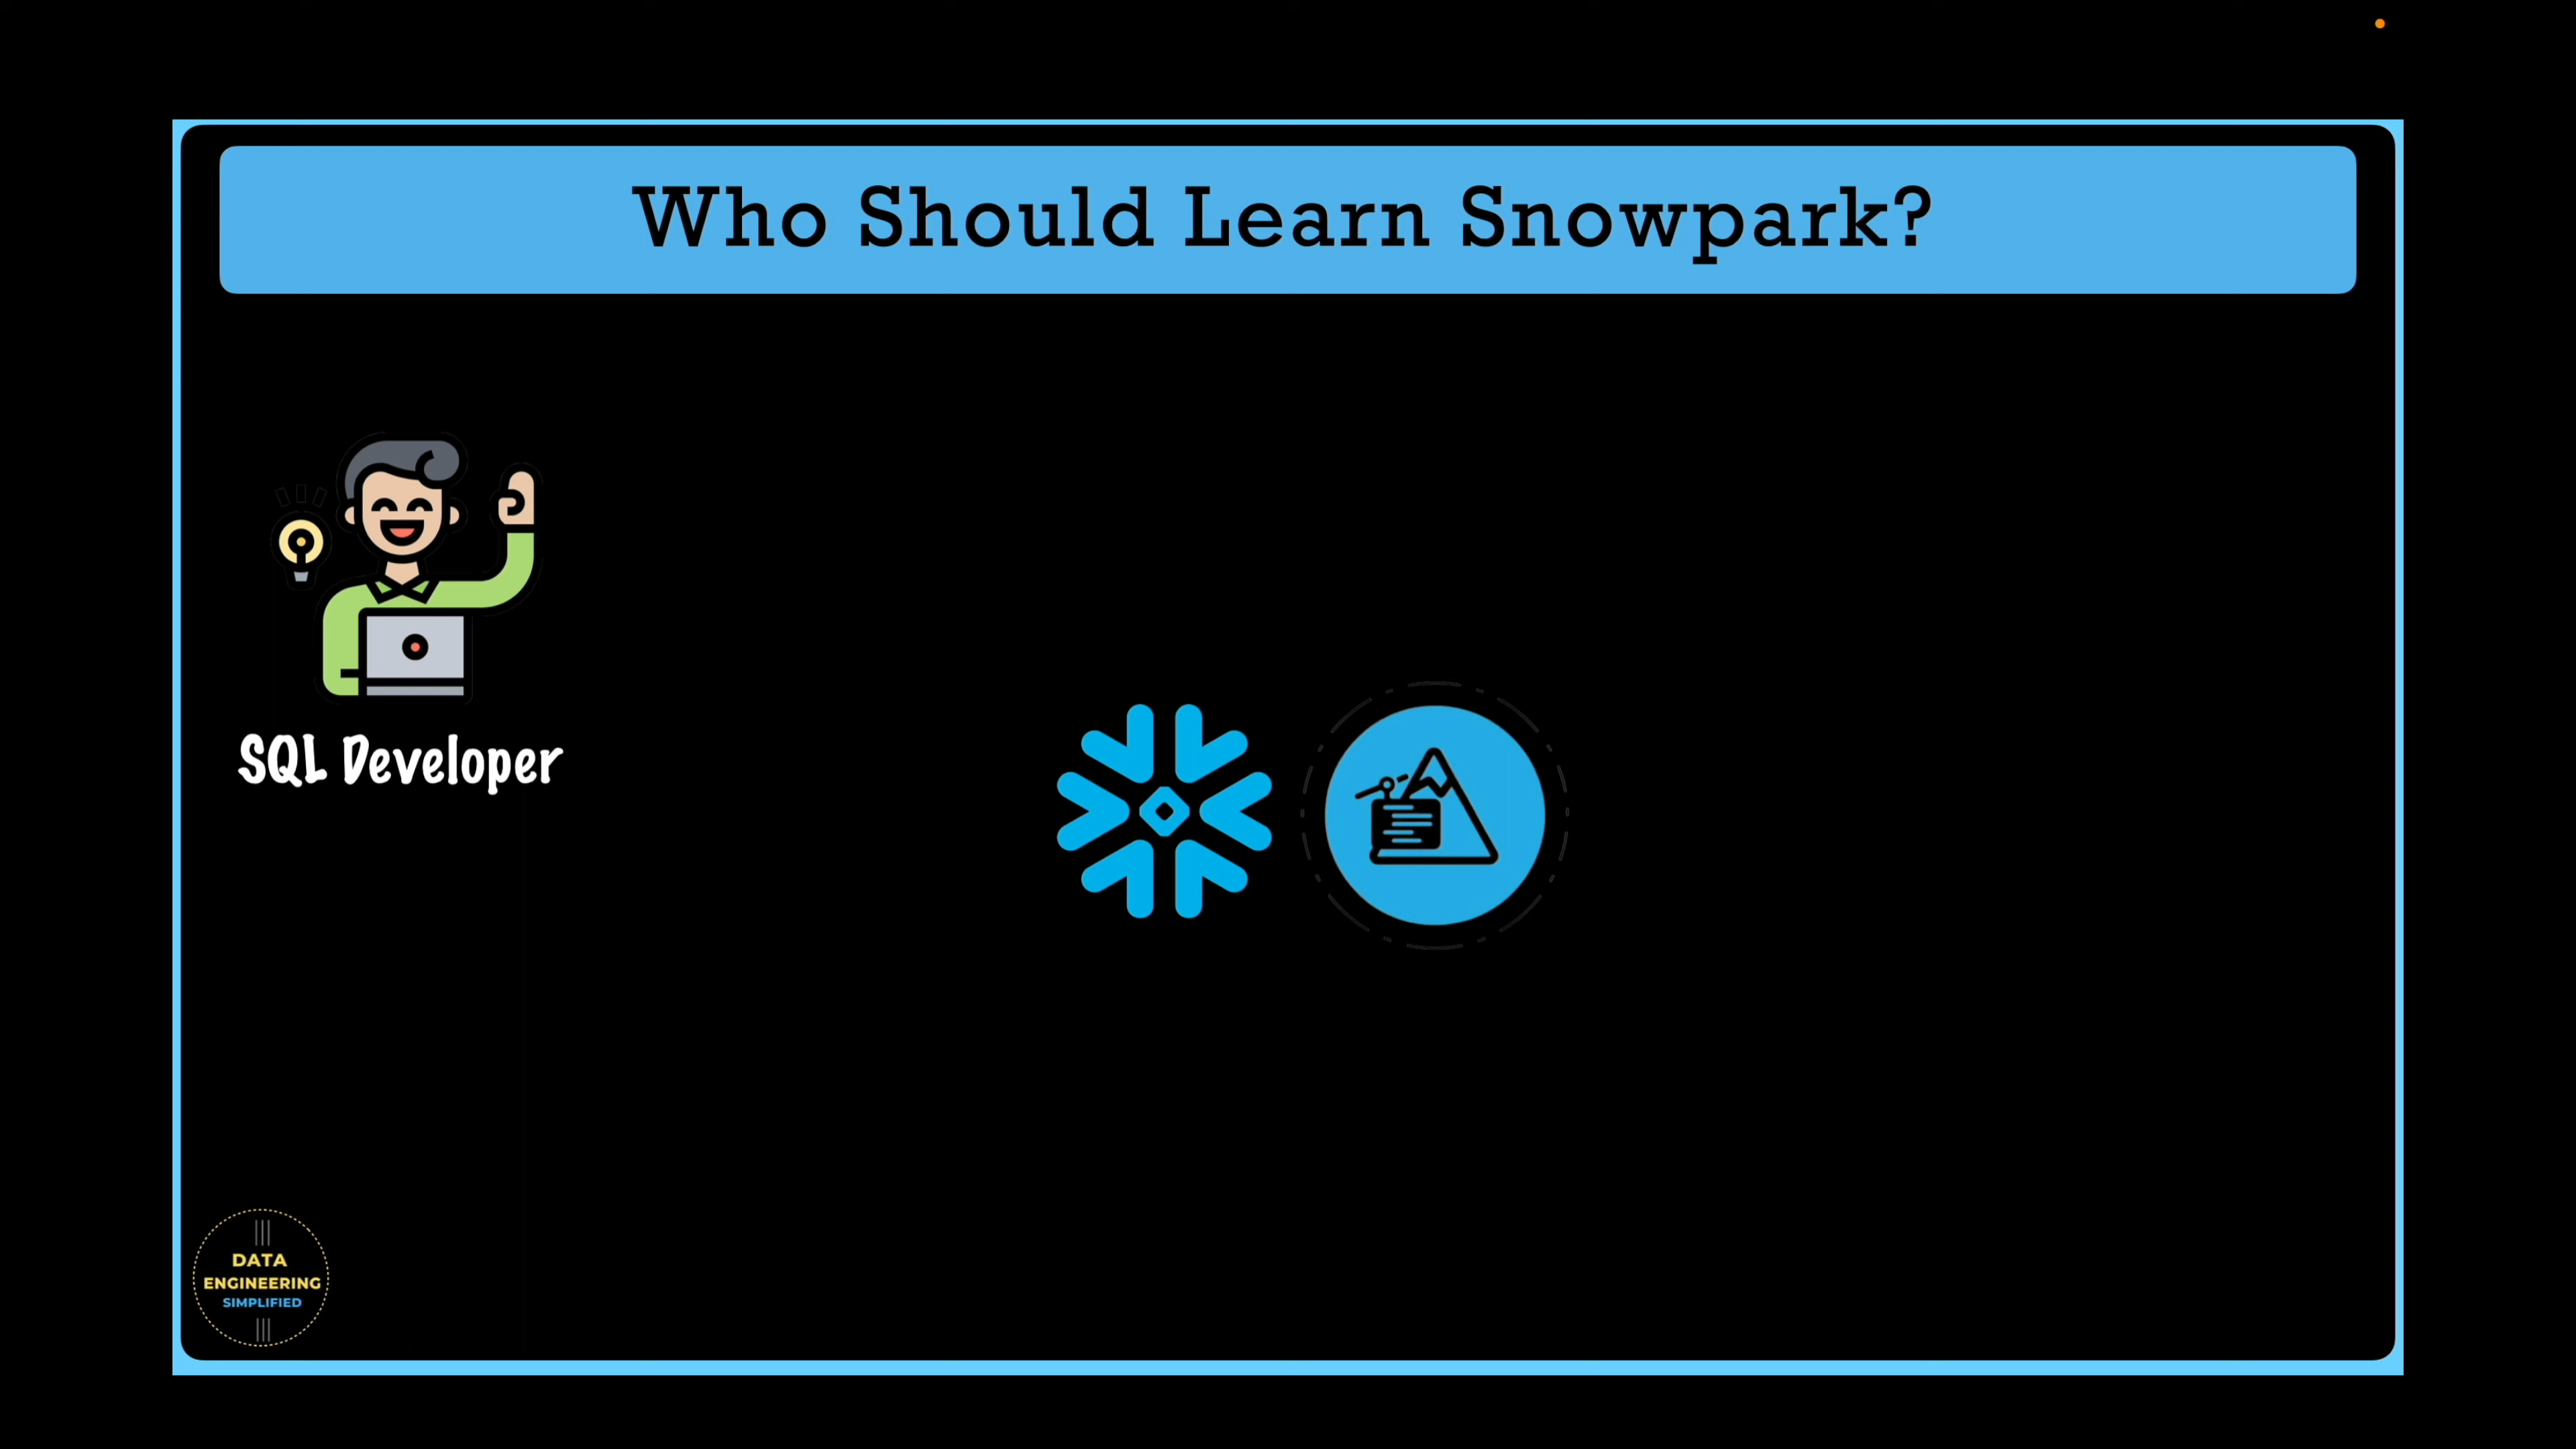 Who Should Learn Snowpark?
SQL Developer
DATA
ENGINEERING
SIMPLIFIED